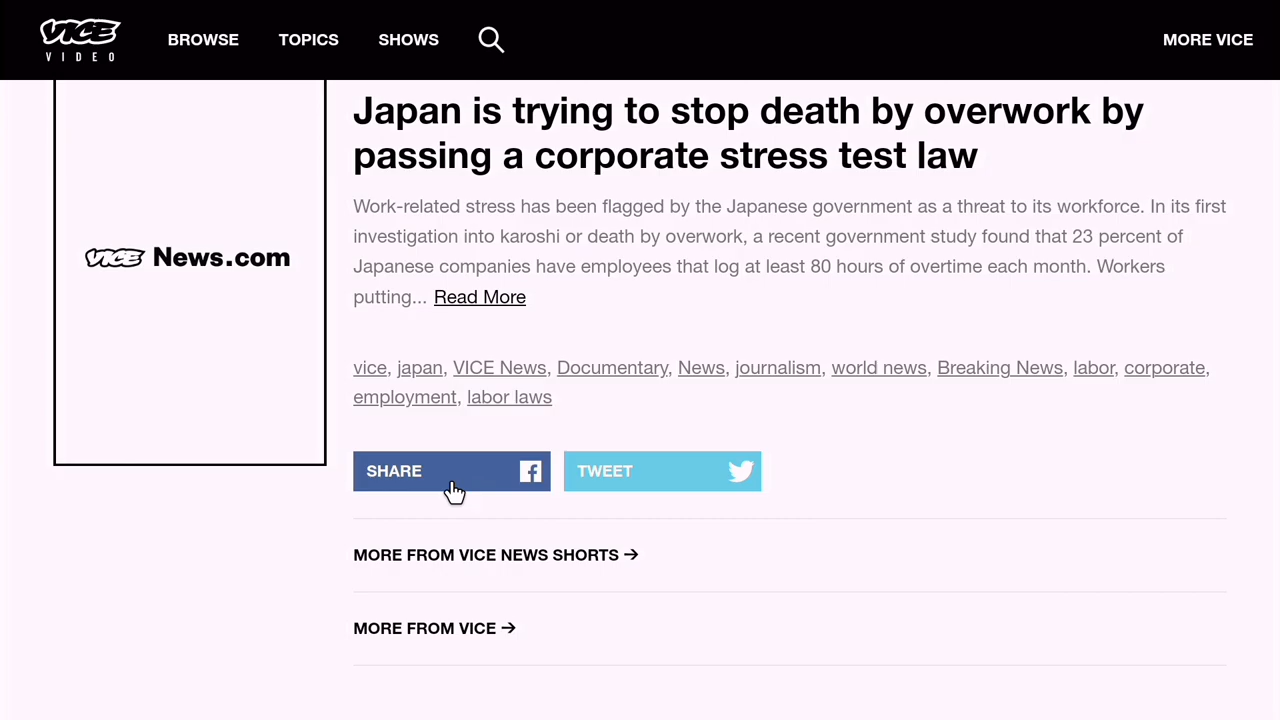 VICE BROWSE TOPICS SHOWS MORE VICE
VIDEO
Japan is trying to stop death by overwork by
passing a corporate stress test law
Work-related stress has been flagged by the Japanese government as a threat to its workforce. In its first
investigation into karoshi or death by overwork, a recent government study found that 23 percent of
Japanese companies have employees that log at least 80 hours of overtime each month. Workers
putting... Read More
VICE News.com
vice, japan, VICE News, Documentary, News, journalism, world news, Breaking News, labor, corporate,
employment, labor laws
SHARE TWEET
MORE FROM VICE NEWS SHORTS →
MORE FROM VICE →